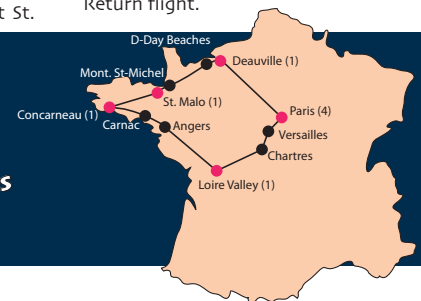 t St.
Return flight.
D-Day Beaches
Deauville (1)
Mont. St-Michel
St. Malo (1)
Concarneau (1)
Paris (4)
Carnac
Angers
Versailles
Chartres
s
Loire Valley (1)